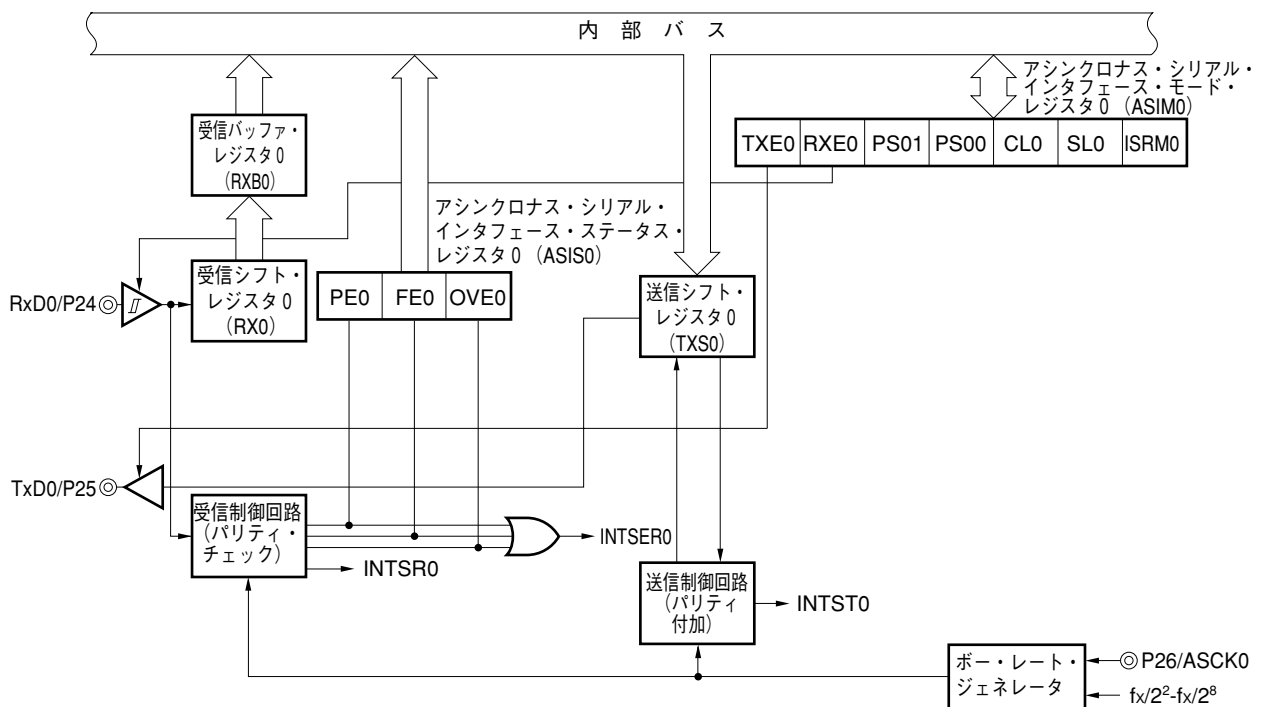 内 部 バ ス
アシンクロナス・シリアル・
インタフェース・モード・
レジスタ0（ASIM0）
TXE0 RXE0 PS01 PS00 CL0 SL0 ISRM0
受信バッファ・
レジスタ0
(RXB0)
アシンクロナス・シリアル・
インタフェース・ステータス・
レジスタ0（ASIS0）
RxD0/P24
受信シフト・
レジスタ0
(RX0)
PE0 FE0 OVE0
送信シフト・
レジスタ0
(TXS0)
TxD0/P25
受信制御回路
(パリティ・
チェック)
INTSER0
INTSR0
送信制御回路
(パリティ
付加)
INTST0
ボー・レート・
ジェネレータ
P26/ASCK0
fx/2²-fx/2⁸